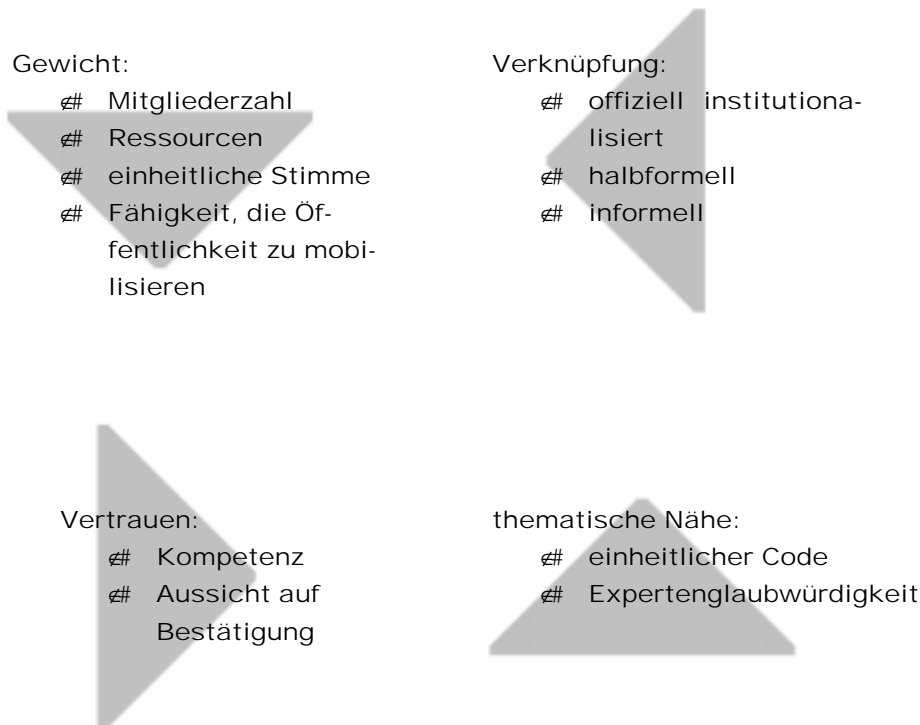 Gewicht:
∉# Mitgliederzahl
∉# Ressourcen
∉# einheitliche Stimme
∉# Fähigkeit, die Öf-
fentlichkeit zu mobi-
lisieren
Verknüpfung:
∉# offiziell institutiona-
lisiert
∉# halbformell
∉# informell
Vertrauen:
∉# Kompetenz
∉# Aussicht auf
Bestätigung
thematische Nähe:
∉# einheitlicher Code
∉# Expertenglaubwürdigkeit